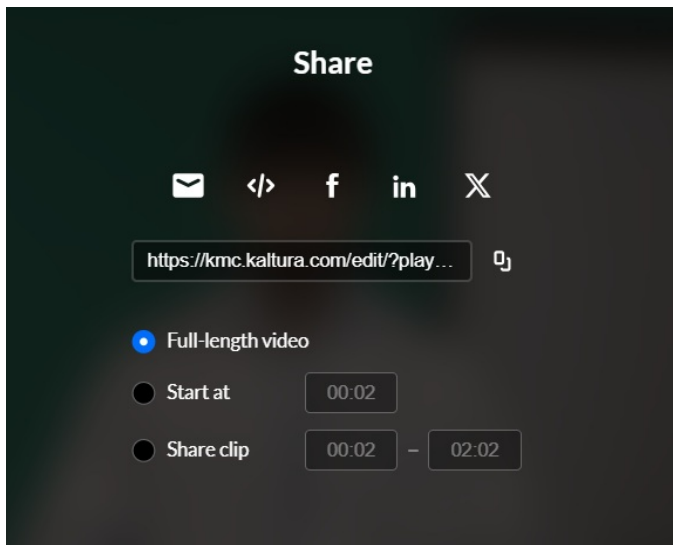 Share
</> f in X
https://kmc.kaltura.com/edit/?play…
Full-length video
Start at 00:02
Share clip 00:02 – 02:02